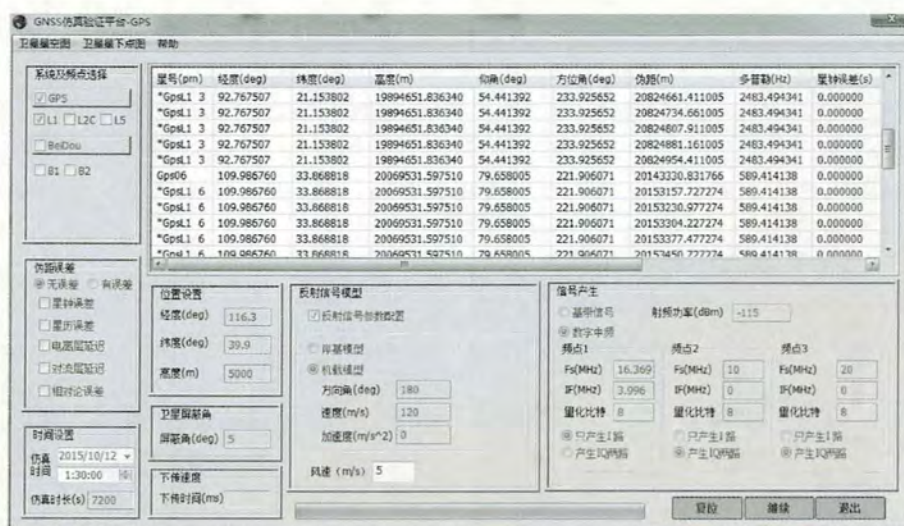 GNSS仿真验证平台-GPS
卫星星空图 卫星星下点图 帮助
系统及频点选择
GPS
L1 L2C L5
BeiDou
B1 B2
星号(prn) 经度(deg) 纬度(deg) 高度(m) 仰角(deg) 方位角(deg) 伪距(m) 多普勒(Hz) 星钟误差(s)
*GpsL1 3 92.767507 21.153802 19894651.836340 54.441392 233.925652 20824661.411005 2483.494341 0.000000
*GpsL1 3 92.767507 21.153802 19894651.836340 54.441392 233.925652 20824734.661005 2483.494341 0.000000
*GpsL1 3 92.767507 21.153802 19894651.836340 54.441392 233.925652 20824807.911005 2483.494341 0.000000
*GpsL1 3 92.767507 21.153802 19894651.836340 54.441392 233.925652 20824881.161005 2483.494341 0.000000
*GpsL1 3 92.767507 21.153802 19894651.836340 54.441392 233.925652 20824954.411005 2483.494341 0.000000
Gps06 109.986760 33.868818 20069531.597510 79.658005 221.906071 20143330.831766 589.414138 0.000000
*GpsL1 6 109.986760 33.868818 20069531.597510 79.658005 221.906071 20153157.727274 589.414138 0.000000
*GpsL1 6 109.986760 33.868818 20069531.597510 79.658005 221.906071 20153230.977274 589.414138 0.000000
*GpsL1 6 109.986760 33.868818 20069531.597510 79.658005 221.906071 20153304.227274 589.414138 0.000000
*GpsL1 6 109.986760 33.868818 20069531.597510 79.658005 221.906071 20153377.477274 589.414138 0.000000
*GpsL1 6 109.986760 33.868818 20069531.597510 79.658005 221.906071 20153450.727274 589.414138 0.000000
伪距误差
无误差 有误差
星钟误差
星历误差
电离层延迟
对流层延迟
相对论误差
时间设置
仿真时间 2015/10/12
1:30:00
仿真时长(s) 7200
位置设置
经度(deg) 116.3
纬度(deg) 39.9
高度(m) 5000
卫星屏蔽角
屏蔽角(deg) 5
下传速度
下传时间(ms)
反射信号模型
反射信号参数配置
岸基模型
机载模型
方向角(deg) 180
速度(m/s) 120
加速度(m/s^2) 0
风速(m/s) 5
信号产生
基带信号 射频功率(dBm) -115
数字中频
频点1 频点2 频点3
Fs(MHz) 16.369 Fs(MHz) 10 Fs(MHz) 20
IF(MHz) 3.996 IF(MHz) 0 IF(MHz) 0
量化比特 8 量化比特 8 量化比特 8
只产生I路 只产生I路 只产生I路
产生IQ两路 产生IQ两路 产生IQ两路
复位 继续 退出